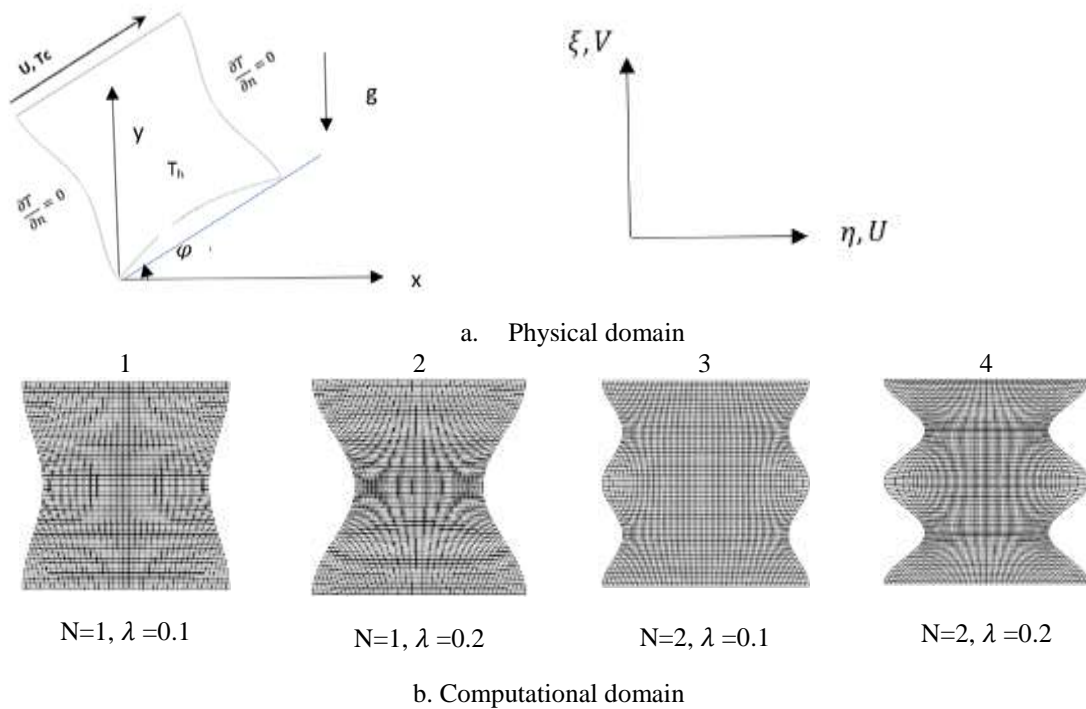 U, Tc
∂T/∂n = 0
y
g
Tₕ
∂T/∂n = 0
φ
x
ξ, V
η, U
a. Physical domain
1 2 3 4
N=1, λ =0.1 N=1, λ =0.2 N=2, λ =0.1 N=2, λ =0.2
b. Computational domain